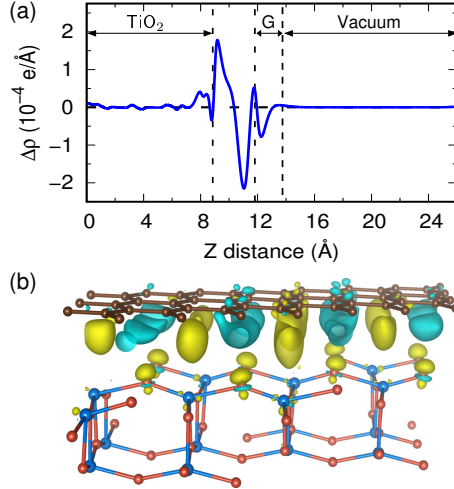 (a)
TiO₂ G Vacuum
2
1
0
-1
-2
Δρ (10⁻⁴ e/Å)
0 4 8 12 16 20 24
Z distance (Å)
(b)